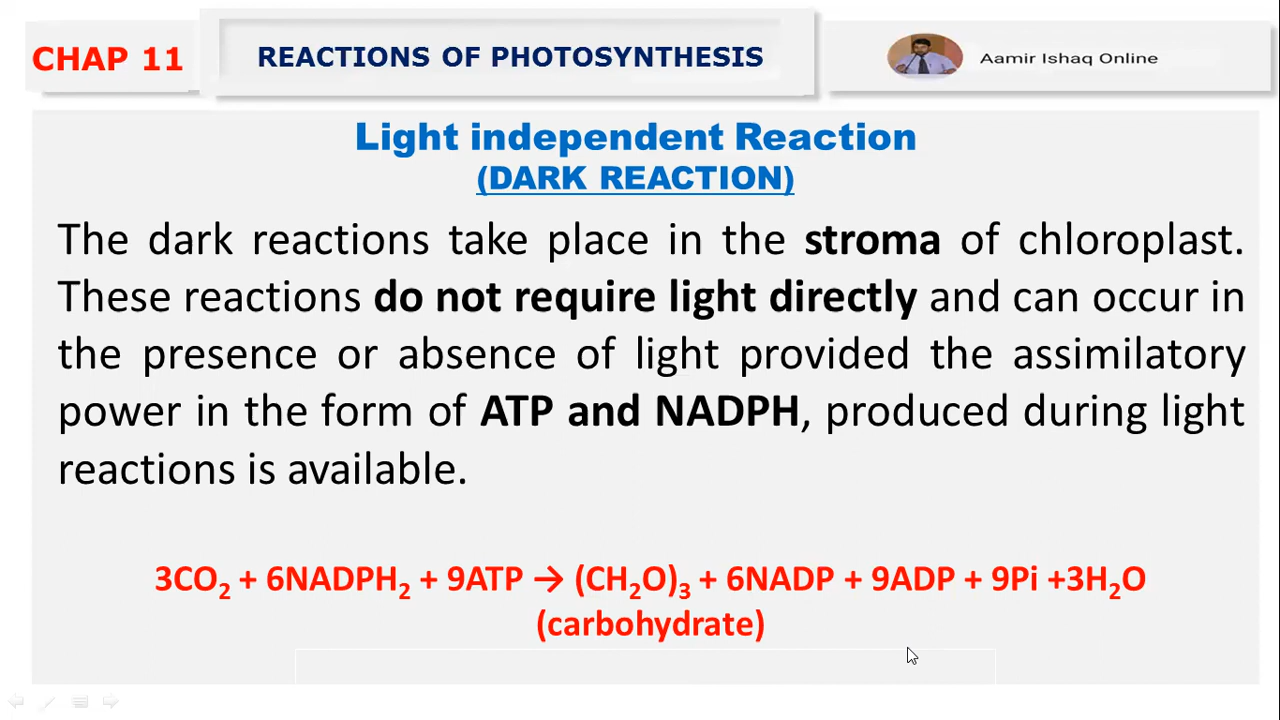 CHAP 11
REACTIONS OF PHOTOSYNTHESIS
Aamir Ishaq Online
Light independent Reaction
(DARK REACTION)
The dark reactions take place in the stroma of chloroplast.
These reactions do not require light directly and can occur in
the presence or absence of light provided the assimilatory
power in the form of ATP and NADPH, produced during light
reactions is available.
3CO₂ + 6NADPH₂ + 9ATP → (CH₂O)₃ + 6NADP + 9ADP + 9Pi +3H₂O
(carbohydrate)